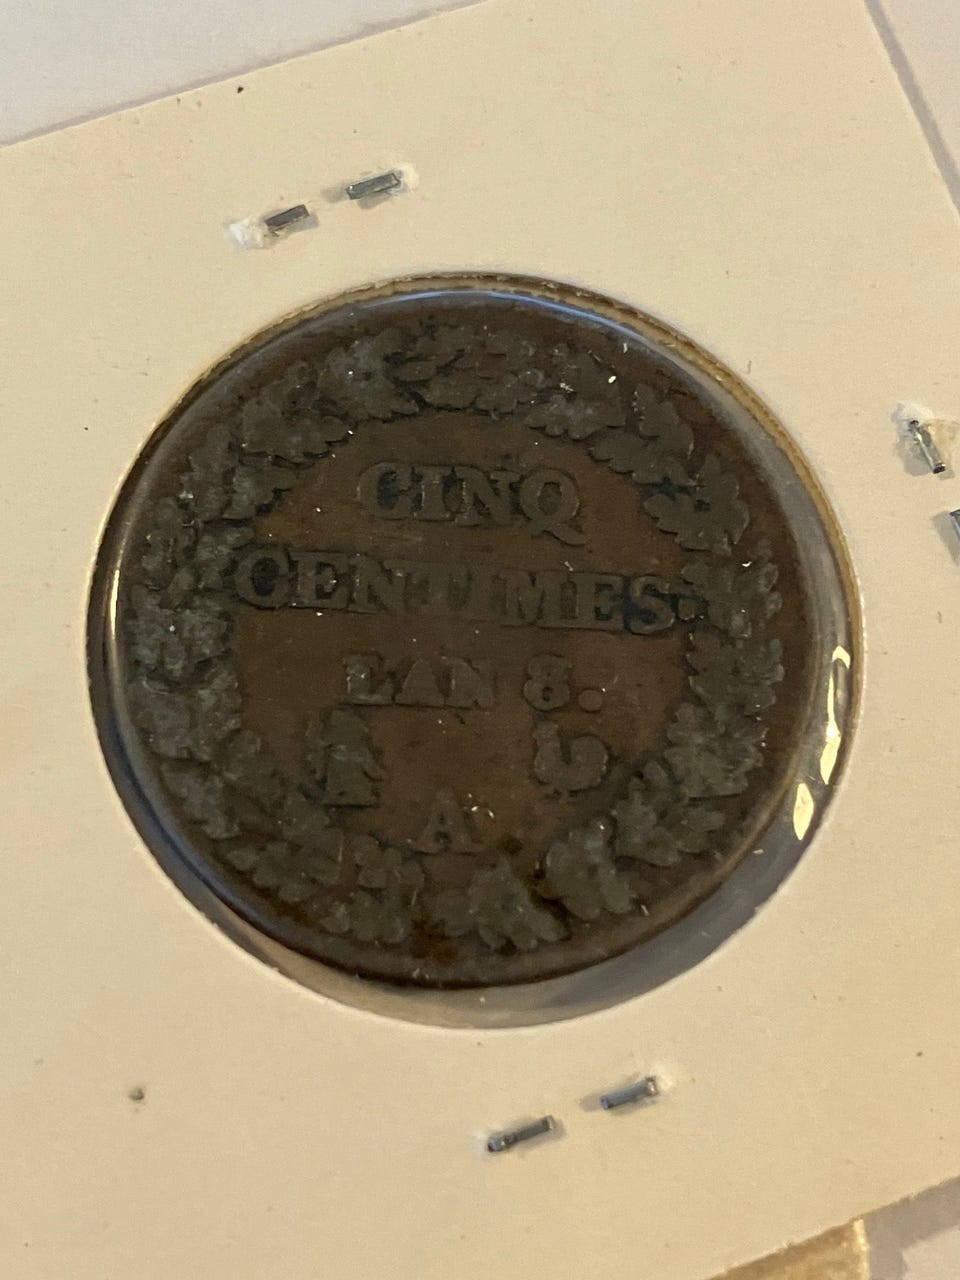 CINQ
CENTIMES.
L'AN 8.
A